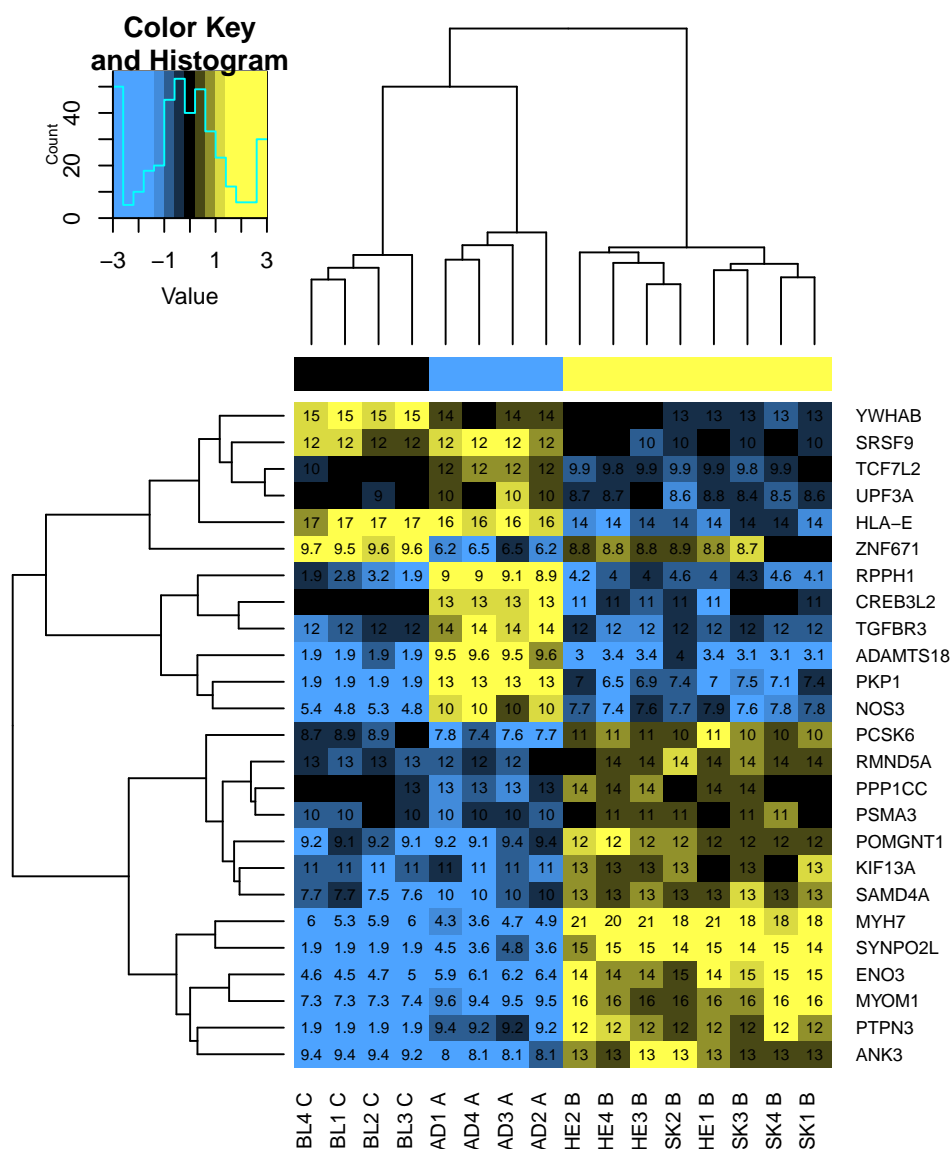 Color Key
and Histogram
Count
0 20 40
−3 −1 1 3
Value
15 15 15 15 14 14 14 13 13 13 13 13 YWHAB
12 12 12 12 12 12 12 12 10 10 10 10 SRSF9
10 12 12 12 12 9.9 9.8 9.9 9.9 9.9 9.8 9.9 TCF7L2
9 10 10 10 8.7 8.7 8.6 8.8 8.4 8.5 8.6 UPF3A
17 17 17 17 16 16 16 16 14 14 14 14 14 14 14 14 HLA−E
9.7 9.5 9.6 9.6 6.2 6.5 6.5 6.2 8.8 8.8 8.8 8.9 8.8 8.7 ZNF671
1.9 2.8 3.2 1.9 9 9 9.1 8.9 4.2 4 4 4.6 4 4.3 4.6 4.1 RPPH1
13 13 13 13 11 11 11 11 11 11 CREB3L2
12 12 12 12 14 14 14 14 12 12 12 12 12 12 12 12 TGFBR3
1.9 1.9 1.9 1.9 9.5 9.6 9.5 9.6 3 3.4 3.4 4 3.4 3.1 3.1 3.1 ADAMTS18
1.9 1.9 1.9 1.9 13 13 13 13 7 6.5 6.9 7.4 7 7.5 7.1 7.4 PKP1
5.4 4.8 5.3 4.8 10 10 10 10 7.7 7.4 7.6 7.7 7.9 7.6 7.8 7.8 NOS3
8.7 8.9 8.9 7.8 7.4 7.6 7.7 11 11 11 10 11 10 10 10 PCSK6
13 13 13 13 12 12 12 14 14 14 14 14 14 14 RMND5A
13 13 13 13 13 14 14 14 14 14 PPP1CC
10 10 10 10 10 10 10 11 11 11 11 11 PSMA3
9.2 9.1 9.2 9.1 9.2 9.1 9.4 9.4 12 12 12 12 12 12 12 12 POMGNT1
11 11 11 11 11 11 11 11 13 13 13 13 13 13 KIF13A
7.7 7.7 7.5 7.6 10 10 10 10 13 13 13 13 13 13 13 13 SAMD4A
6 5.3 5.9 6 4.3 3.6 4.7 4.9 21 20 21 18 21 18 18 18 MYH7
1.9 1.9 1.9 1.9 4.5 3.6 4.8 3.6 15 15 15 14 15 14 15 14 SYNPO2L
4.6 4.5 4.7 5 5.9 6.1 6.2 6.4 14 14 14 15 14 15 15 15 ENO3
7.3 7.3 7.3 7.4 9.6 9.4 9.5 9.5 16 16 16 16 16 16 16 16 MYOM1
1.9 1.9 1.9 1.9 9.4 9.2 9.2 9.2 12 12 12 12 12 12 12 12 PTPN3
9.4 9.4 9.4 9.2 8 8.1 8.1 8.1 13 13 13 13 13 13 13 13 ANK3
BL4 C BL1 C BL2 C BL3 C AD1 A AD4 A AD3 A AD2 A HE2 B HE4 B HE3 B SK2 B HE1 B SK3 B SK4 B SK1 B